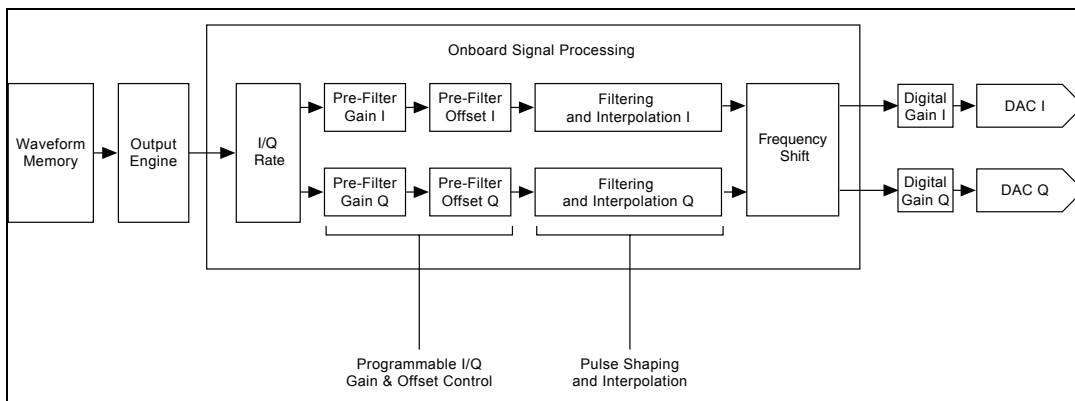 Onboard Signal Processing
Waveform
Memory
Output
Engine
I/Q
Rate
Pre-Filter
Gain I
Pre-Filter
Offset I
Filtering
and Interpolation I
Pre-Filter
Gain Q
Pre-Filter
Offset Q
Filtering
and Interpolation Q
Frequency
Shift
Digital
Gain I
DAC I
Digital
Gain Q
DAC Q
Programmable I/Q
Gain & Offset Control
Pulse Shaping
and Interpolation